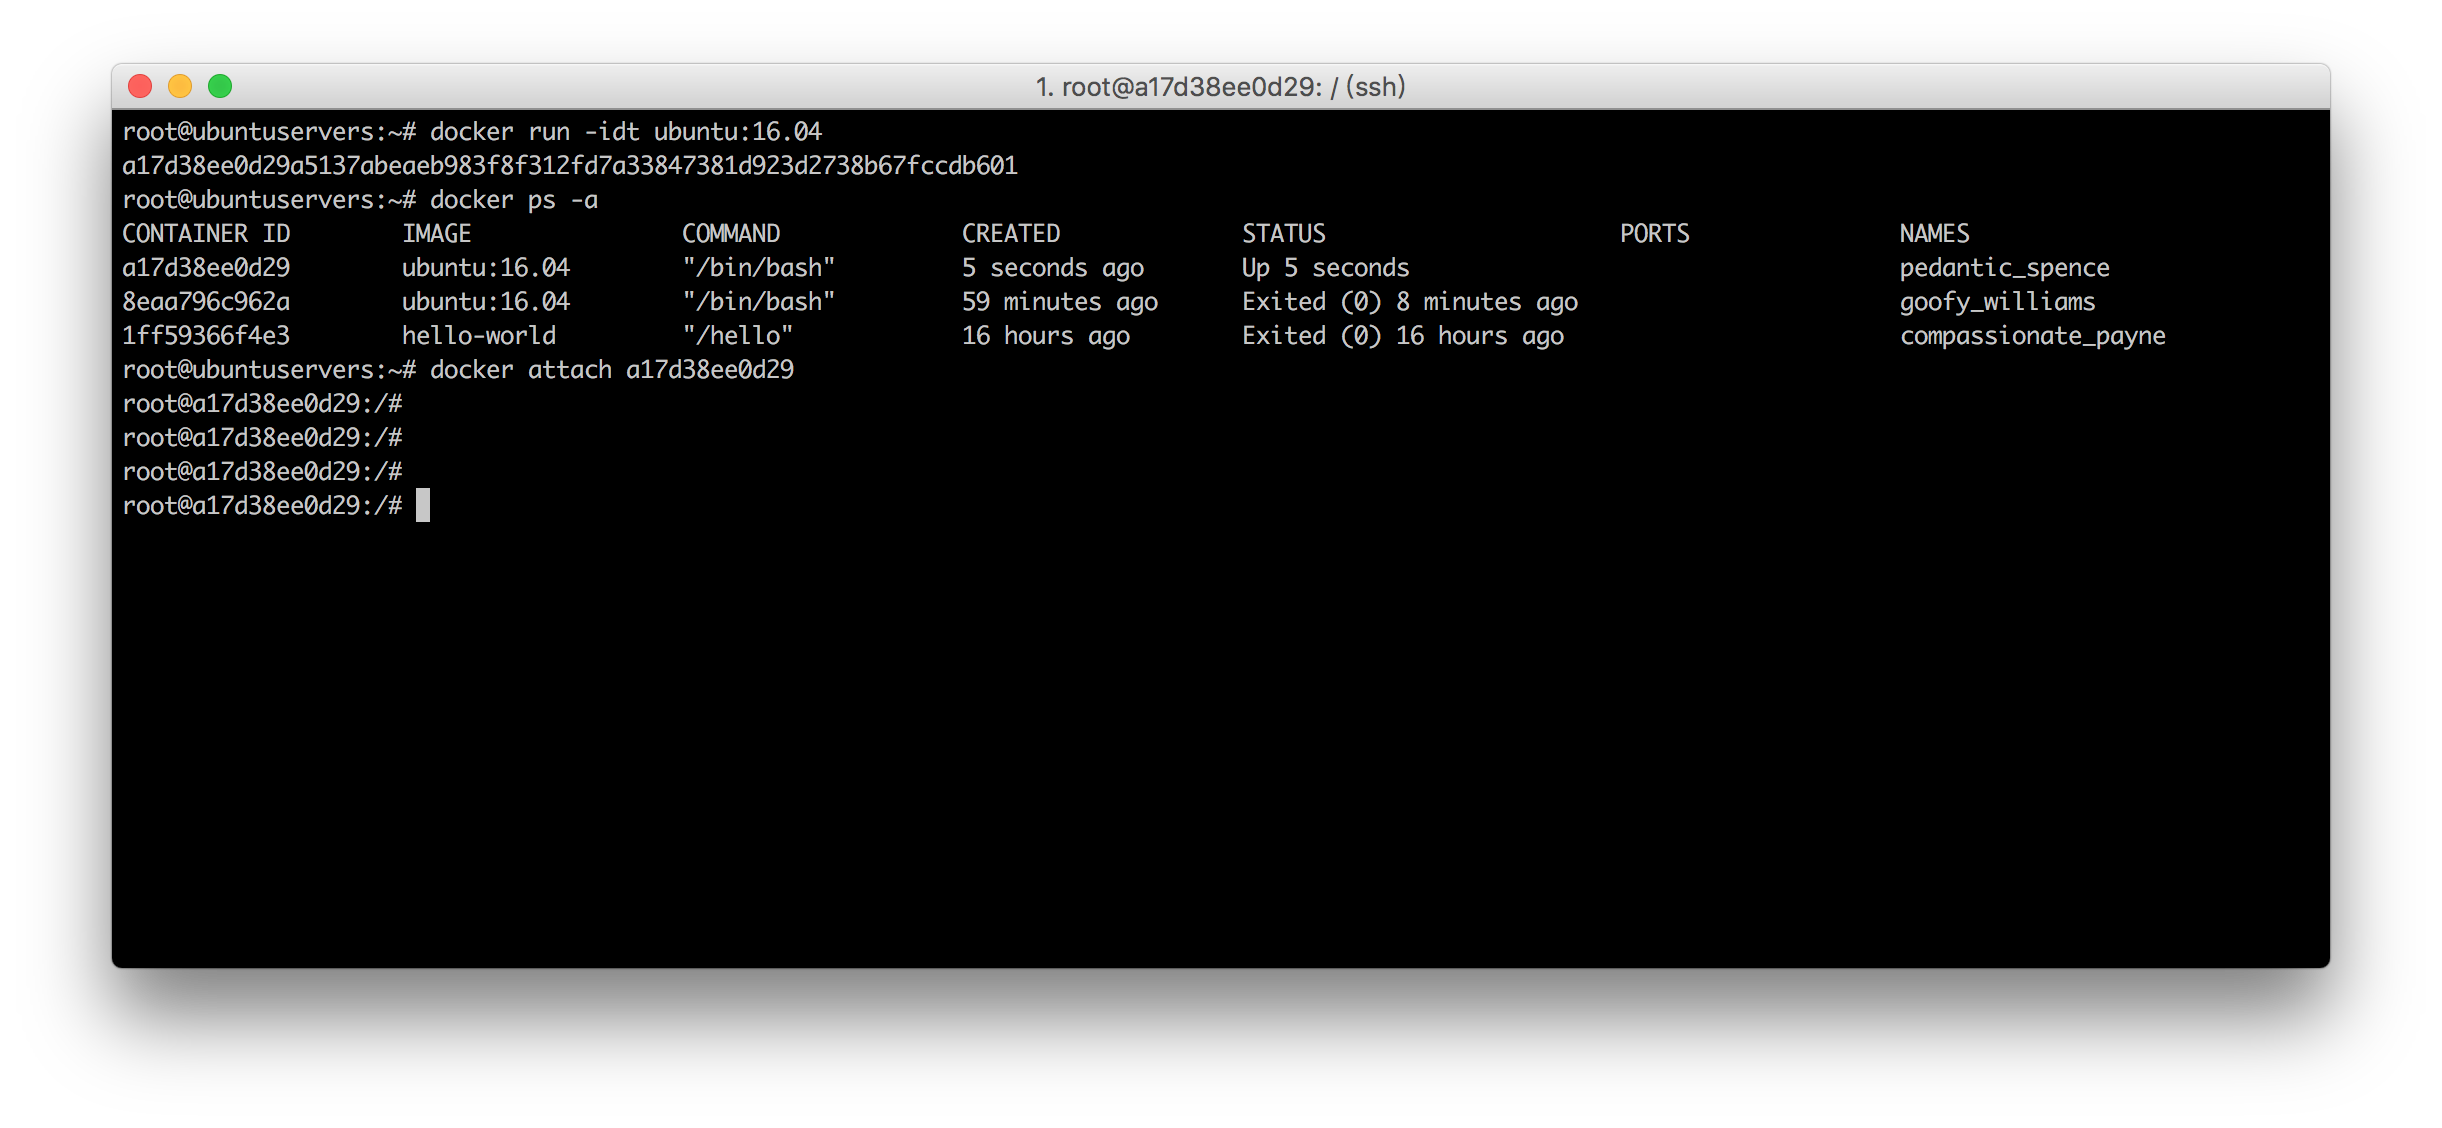 1. root@a17d38ee0d29: / (ssh)
root@ubuntuservers:~# docker run -idt ubuntu:16.04
a17d38ee0d29a5137abeaeb983f8f312fd7a33847381d923d2738b67fccdb601
root@ubuntuservers:~# docker ps -a
CONTAINER ID        IMAGE               COMMAND             CREATED             STATUS                     PORTS               NAMES
a17d38ee0d29        ubuntu:16.04        "/bin/bash"         5 seconds ago       Up 5 seconds                                   pedantic_spence
8eaa796c962a        ubuntu:16.04        "/bin/bash"         59 minutes ago      Exited (0) 8 minutes ago                       goofy_williams
1ff59366f4e3        hello-world         "/hello"            16 hours ago        Exited (0) 16 hours ago                        compassionate_payne
root@ubuntuservers:~# docker attach a17d38ee0d29
root@a17d38ee0d29:/#
root@a17d38ee0d29:/#
root@a17d38ee0d29:/#
root@a17d38ee0d29:/#